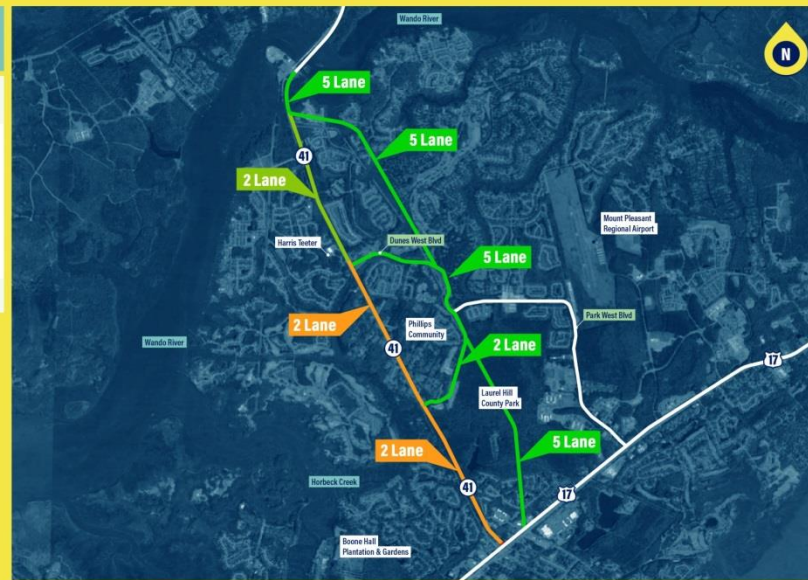 Wando River
N
5 Lane
5 Lane
41
2 Lane
Mount Pleasant
Regional Airport
Harris Teeter
Dunes West Blvd
5 Lane
2 Lane
Phillips
Community
Park West Blvd
Wando River
41
2 Lane
17
Laurel Hill
County Park
2 Lane
5 Lane
Horbeck Creek
41
17
Boone Hall
Plantation & Gardens